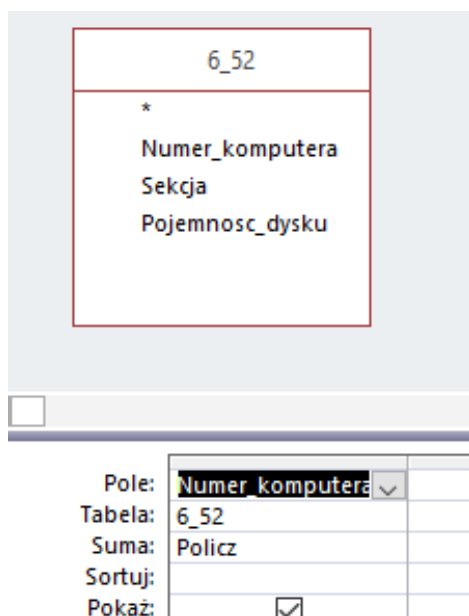 6_52
*
Numer_komputera
Sekcja
Pojemnosc_dysku
Pole: Numer_komputera
Tabela: 6_52
Suma: Policz
Sortuj:
Pokaż: